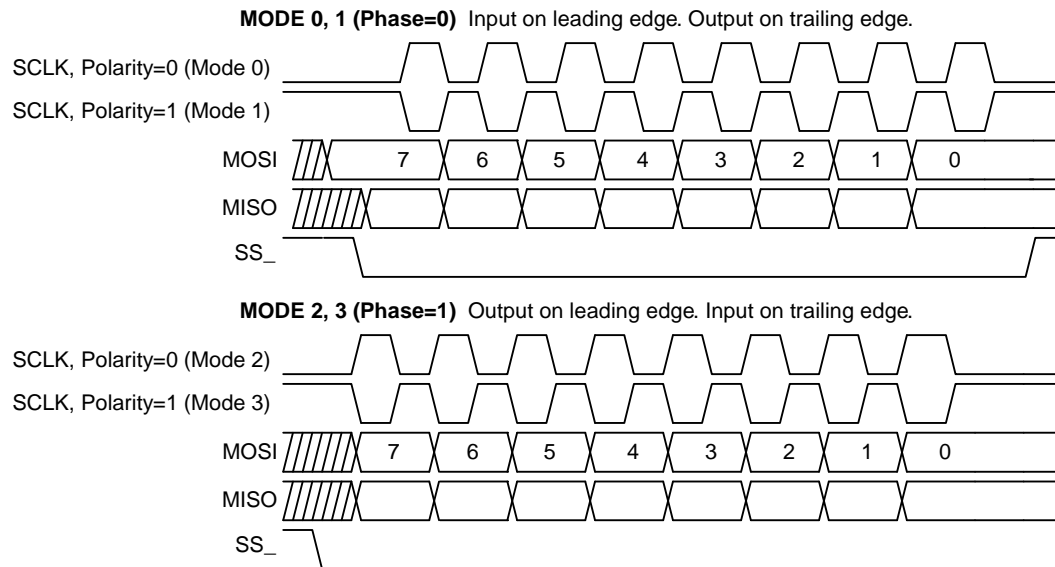 MODE 0, 1 (Phase=0) Input on leading edge. Output on trailing edge.
SCLK, Polarity=0 (Mode 0)
SCLK, Polarity=1 (Mode 1)
MOSI 7 6 5 4 3 2 1 0
MISO
SS_
MODE 2, 3 (Phase=1) Output on leading edge. Input on trailing edge.
SCLK, Polarity=0 (Mode 2)
SCLK, Polarity=1 (Mode 3)
MOSI 7 6 5 4 3 2 1 0
MISO
SS_